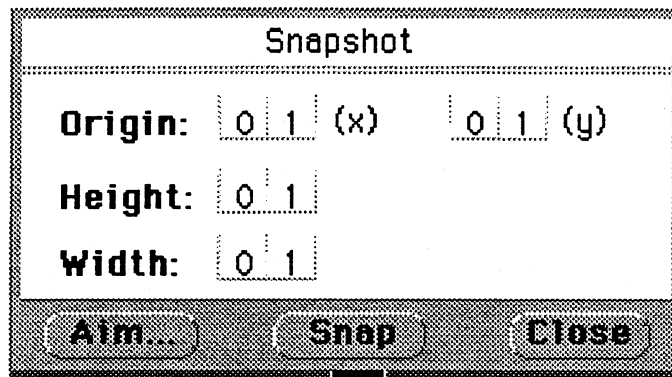 Snapshot
Origin: 0 1 (x) 0 1 (y)
Height: 0 1
Width: 0 1
Aim... Snap Close